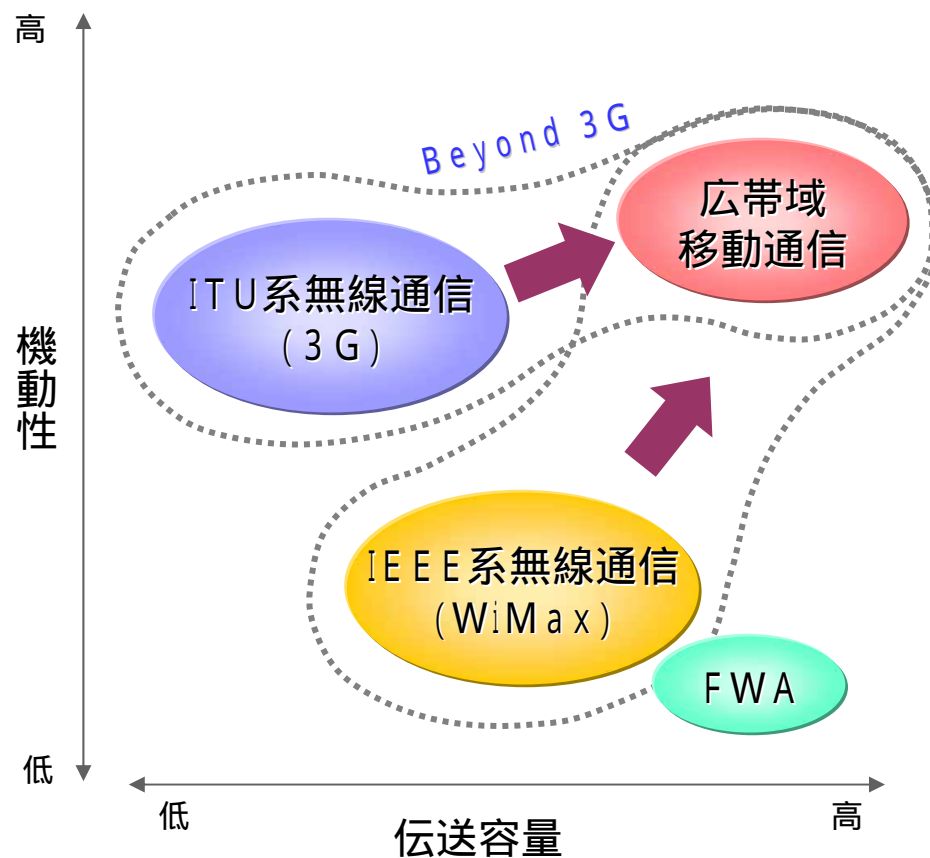 高
Beyond 3G
広帯域
移動通信
ITU系無線通信
(3G)
機動性
IEEE系無線通信
(WiMax)
FWA
低
低
高
伝送容量